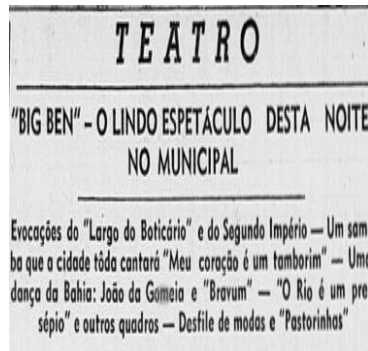 TEATRO
"BIG BEN" – O LINDO ESPETÁCULO DESTA NOITE
NO MUNICIPAL
Evocações do "Largo do Boticário" e do Segundo Império — Um sam
ba que a cidade tôda cantará "Meu coração é um tamborim" — Uma
dança da Bahia: João da Gomeia e "Bravum" — "O Rio é um pre
sépio" e outros quadros — Desfile de modas e "Pastorinhas"